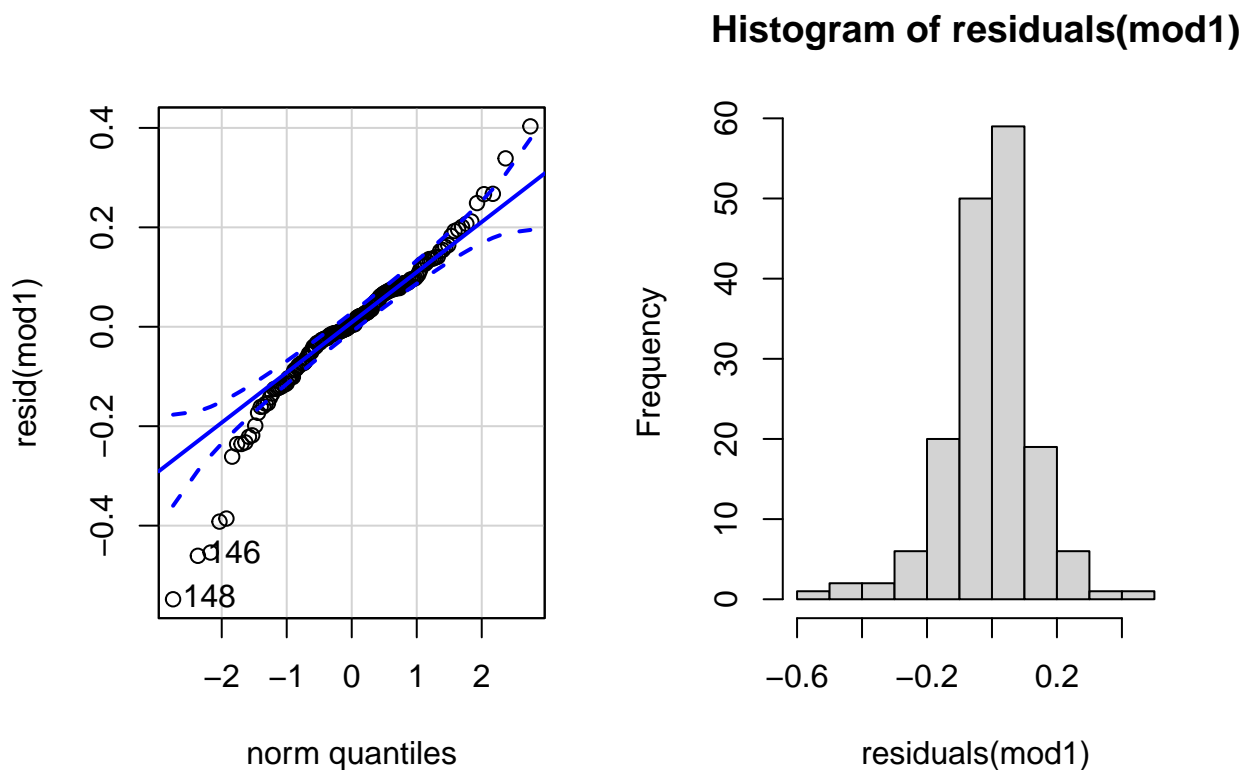 Histogram of residuals(mod1)
resid(mod1)
0.4
0.2
0.0
−0.2
−0.4
146
148
−2 −1 0 1 2
norm quantiles
Frequency
60
50
40
30
20
10
0
−0.6 −0.2 0.2
residuals(mod1)